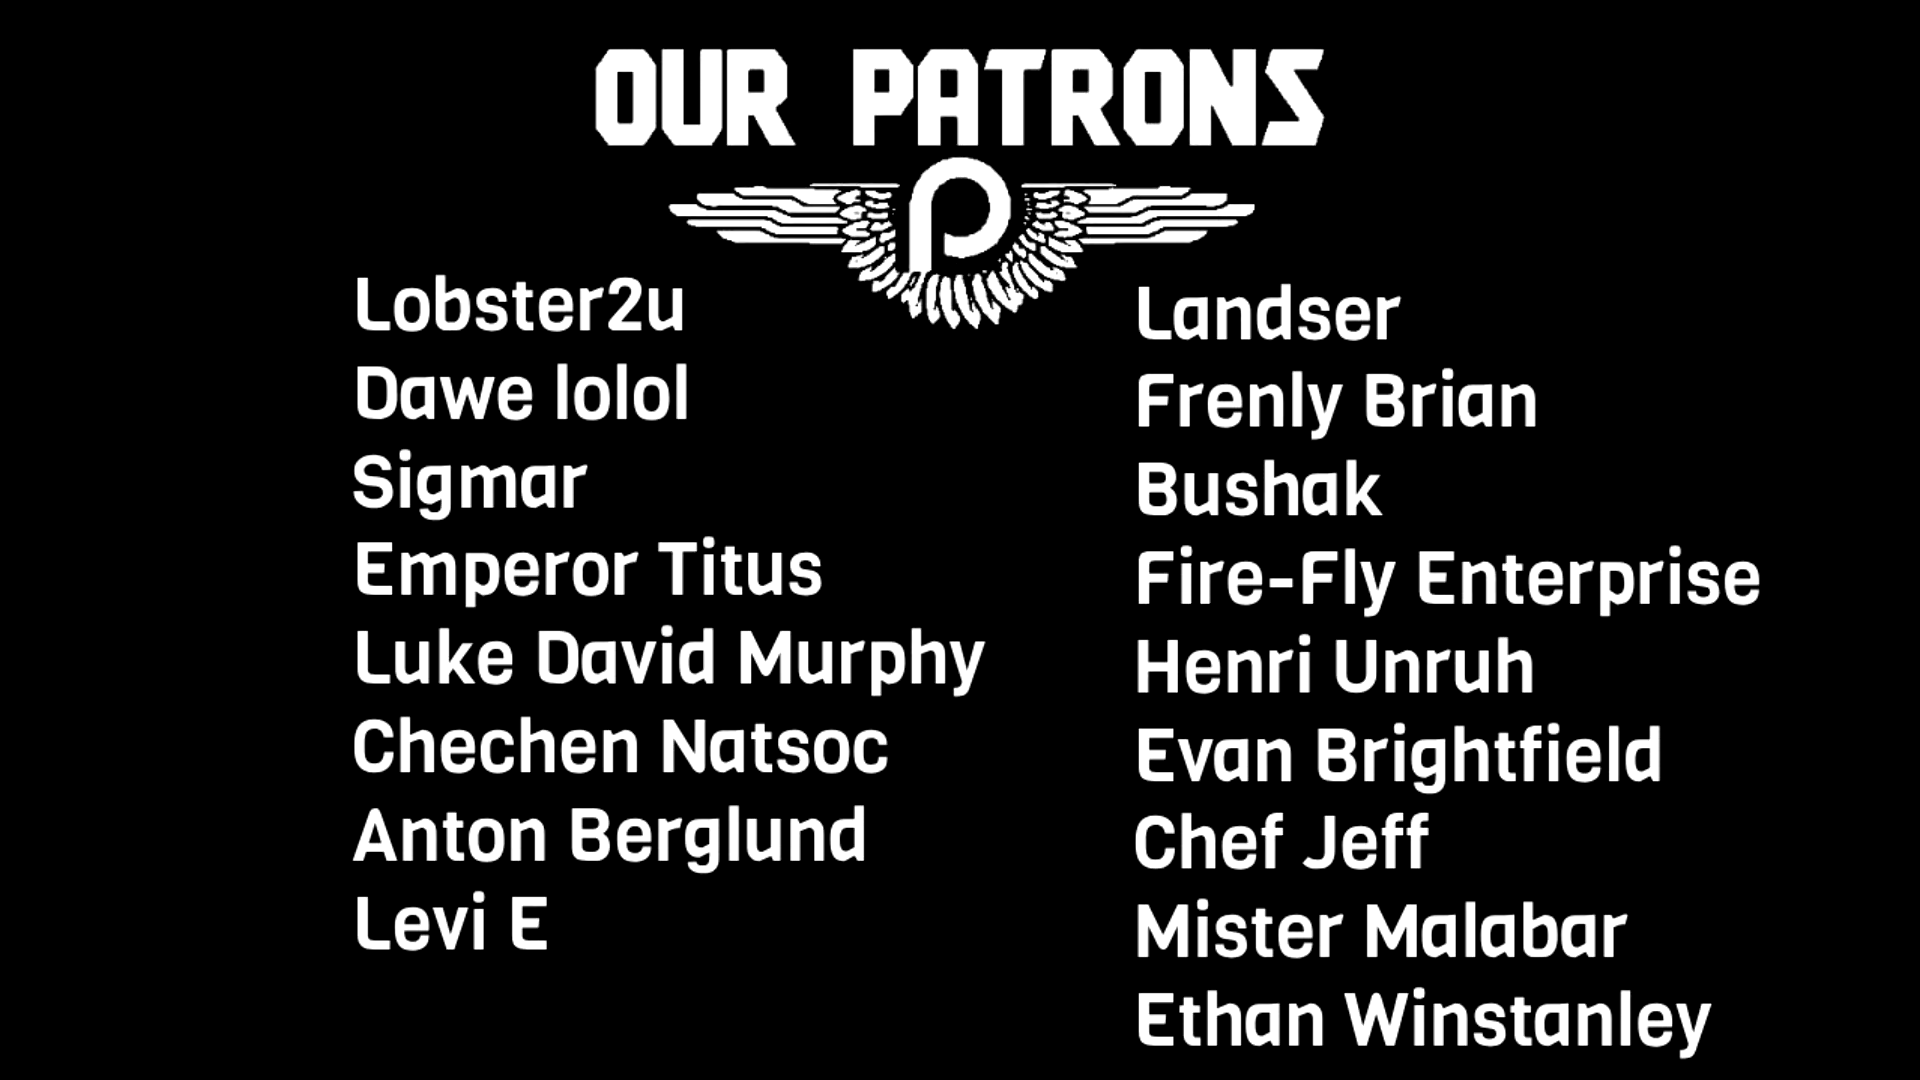 OUR PATRONS
Lobster2u
Dawe lolol
Sigmar
Emperor Titus
Luke David Murphy
Chechen Natsoc
Anton Berglund
Levi E
Landser
Frenly Brian
Bushak
Fire-Fly Enterprise
Henri Unruh
Evan Brightfield
Chef Jeff
Mister Malabar
Ethan Winstanley